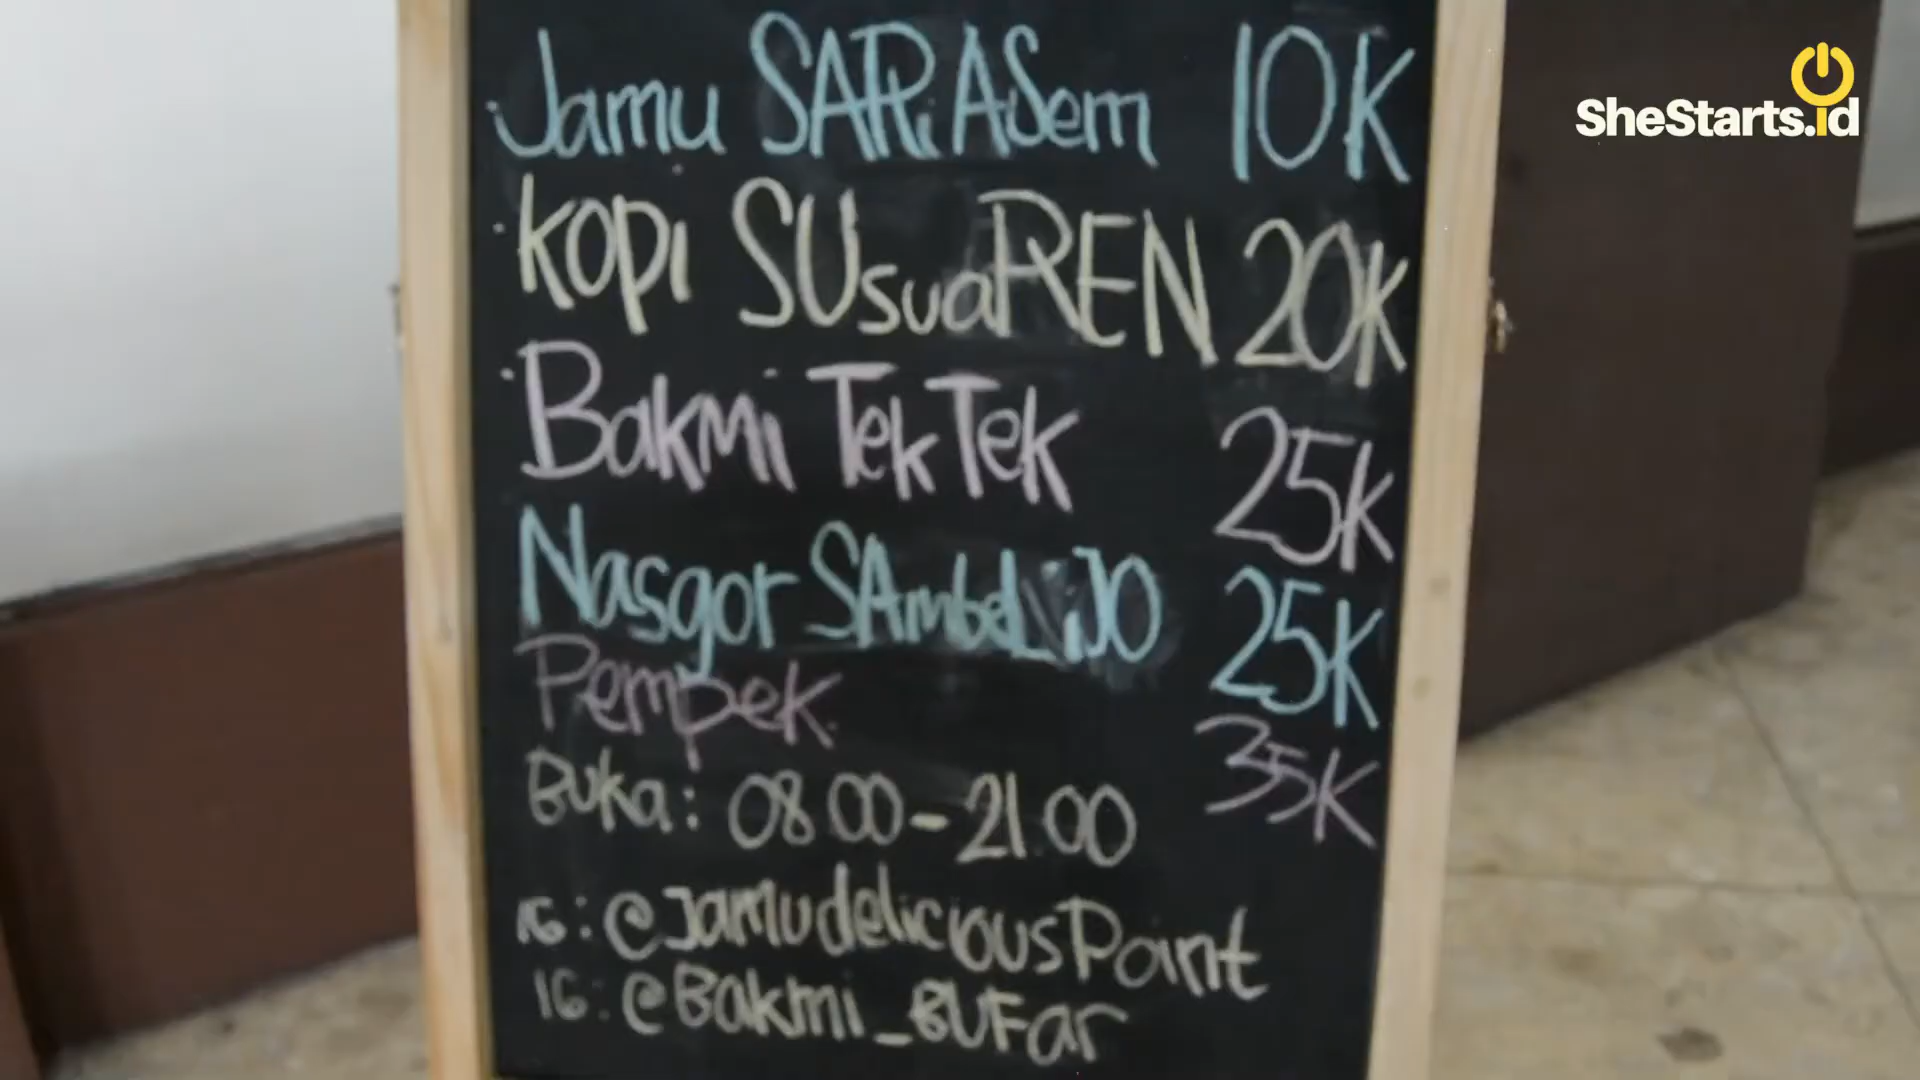 Jamu SARi ASem 10K
SheStarts.id
KOPI SUsuaREN 20K
Bakmi TekTek 25K
Nasgor SAmbeL iJO 25K
Pempek 35K
Buka: 08.00-21.00
IG: @JamudeliciousPoint
IG: @Bakmi_BUFar